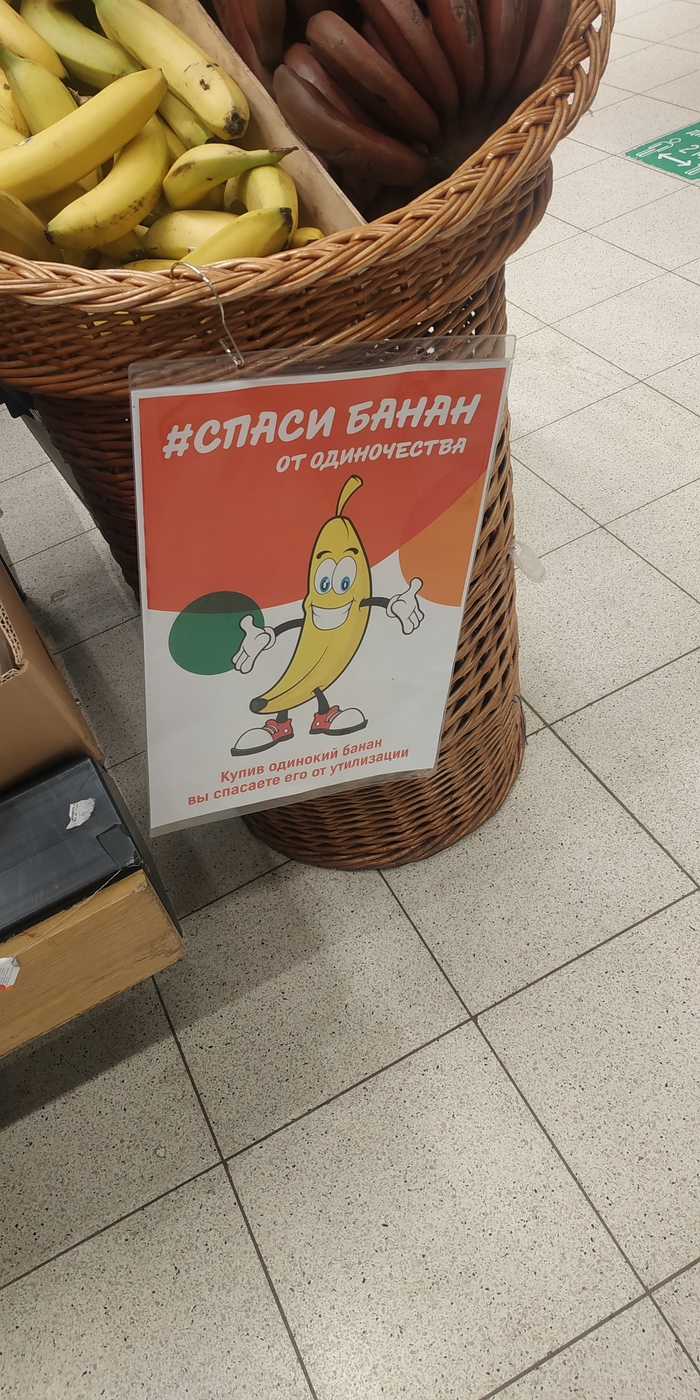 #СПАСИ БАНАН
ОТ ОДИНОЧЕСТВА
Купив одинокий банан
вы спасаете его от утилизации